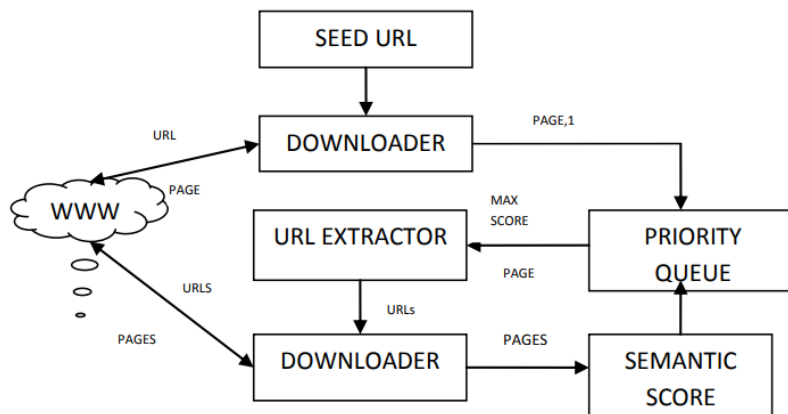 SEED URL
URL
DOWNLOADER
PAGE,1
PAGE
WWW
URL EXTRACTOR
MAX
SCORE
PAGE
PRIORITY
QUEUE
URLS
URLs
PAGES
DOWNLOADER
PAGES
SEMANTIC
SCORE